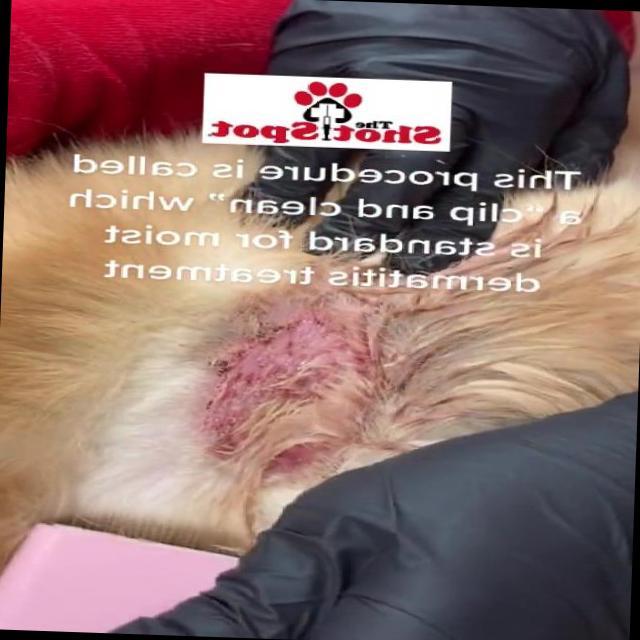 The
ShotSpot
This procedure is called
a "clip and clean" which
is standard for moist
dermatitis treatment